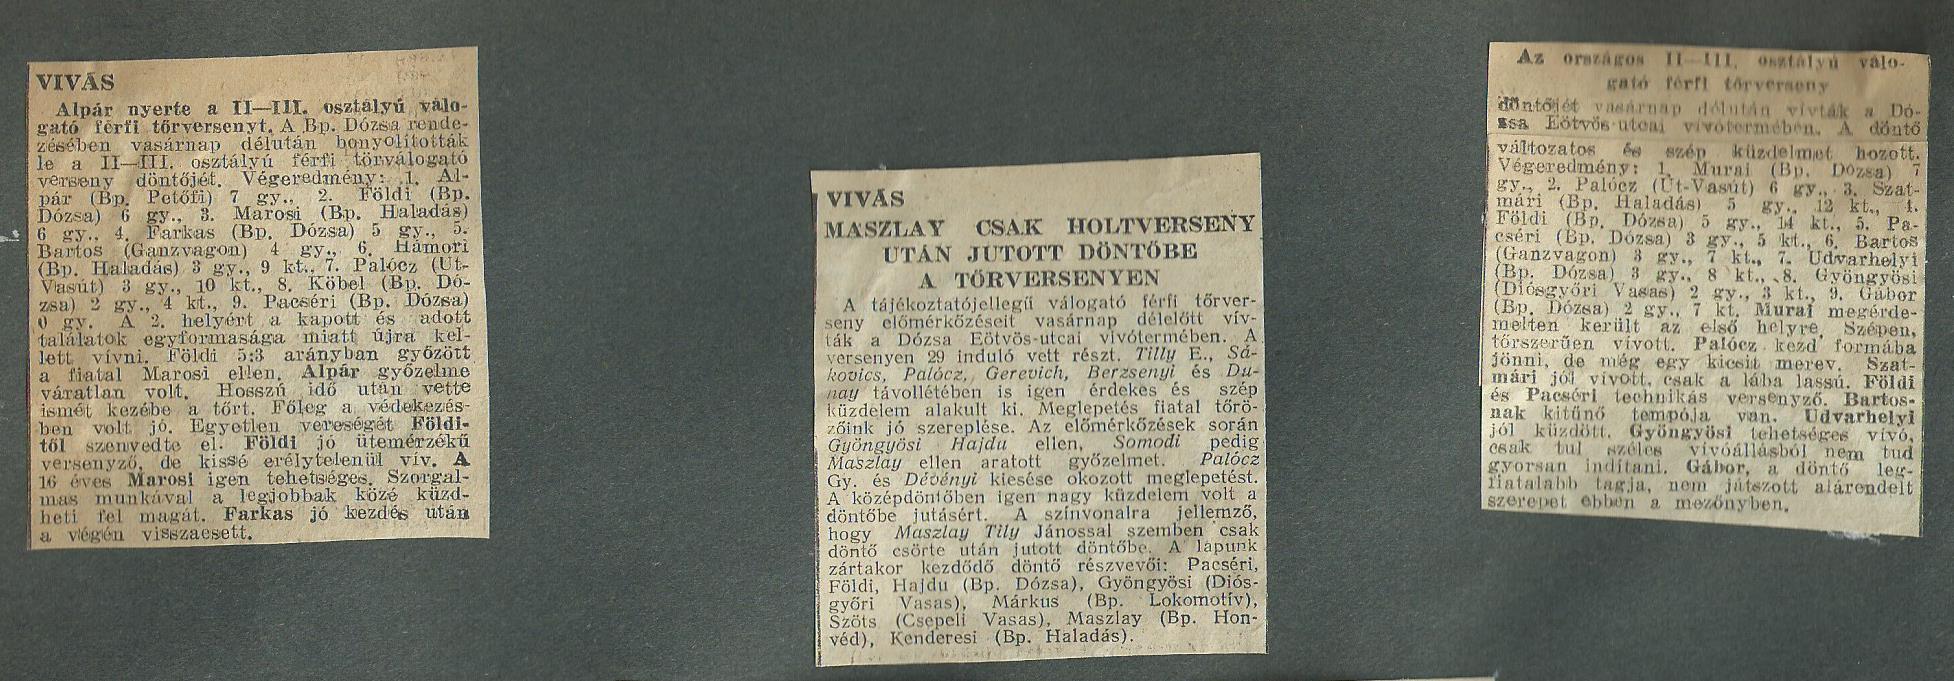 VIVÁS
Alpár nyerte a II—III. osztályú válo-
gató férfi tőrversenyt. A Bp. Dózsa rende-
zésében vasárnap délután bonyolították
le a II—III. osztályú férfi tőrválogató
verseny döntőjét. Végeredmény: 1. Al-
pár (Bp. Petőfi) 7 gy., 2. Földi (Bp.
Dózsa) 6 gy., 3. Marosi (Bp. Haladás)
6 gy., 4. Farkas (Bp. Dózsa) 5 gy., 5.
Bartos (Ganzvagon) 4 gy., 6. Hámori
(Bp. Haladás) 3 gy., 9 kt., 7. Palócz (Ut-
Vasút) 3 gy., 10 kt., 8. Köbel (Bp. Dó-
zsa) 2 gy., 4 kt., 9. Pacséri (Bp. Dózsa)
0 gy. A 2. helyért a kapott és adott
találatok egyformasága miatt újra kel-
lett vívni. Földi 5:3 arányban győzött
a fiatal Marosi ellen. Alpár győzelme
váratlan volt. Hosszú idő után vette
ismét kezébe a tőrt. Főleg a védekezés-
ben volt jó. Egyetlen vereségét Földi-
től szenvedte el. Földi jó ütemérzékű
versenyző, de kissé erélytelenül vív. A
16 éves Marosi igen tehetséges. Szorgal-
mas munkával a legjobbak közé küzd-
heti fel magát. Farkas jó kezdés után
a végén visszaesett.
VIVÁS
MASZLAY CSAK HOLTVERSENY
UTÁN JUTOTT DÖNTŐBE
A TŐRVERSENYEN
A tájékoztatójellegű válogató férfi tőrver-
seny előmérkőzéseit vasárnap délelőtt vív-
ták a Dózsa Eötvös-utcai vívótermében. A
versenyen 29 induló vett részt. Tilly E., Sá-
kovics, Palócz, Gerevich, Berzsenyi és Du-
nay távollétében is igen érdekes és szép
küzdelem alakult ki. Meglepetés fiatal tőrö-
zőink jó szereplése. Az előmérkőzések során
Gyöngyösi Hajdu ellen, Somodi pedig
Maszlay ellen aratott győzelmet. Palócz
Gy. és Dévényi kiesése okozott meglepetést.
A középdöntőben igen nagy küzdelem volt a
döntőbe jutásért. A színvonalra jellemző,
hogy Maszlay Tily Jánossal szemben csak
döntő csörte után jutott döntőbe. A lapunk
zártakor kezdődő döntő részvevői: Pacséri,
Földi, Hajdu (Bp. Dózsa), Gyöngyösi (Diós-
győri Vasas), Márkus (Bp. Lokomotív),
Szöts (Csepeli Vasas), Maszlay (Bp. Hon-
véd), Kenderesi (Bp. Haladás).
Az országos II—III. osztályú válo-
gató férfi tőrverseny
döntőjét vasárnap délután vívták a Dó-
zsa Eötvös-utcai vívótermében. A döntő
változatos és szép küzdelmet hozott.
Végeredmény: 1. Murai (Bp. Dózsa) 7
gy., 2. Palócz (Út-Vasút) 6 gy., 3. Szat-
mári (Bp. Haladás) 5 gy., 12 kt., 4.
Földi (Bp. Dózsa) 5 gy., 14 kt., 5. Pa-
cséri (Bp. Dózsa) 3 gy., 5 kt., 6. Bartos
(Ganzvagon) 3 gy., 7 kt., 7. Udvarhelyi
(Bp. Dózsa) 3 gy., 8 kt., 8. Gyöngyösi
(Diósgyőri Vasas) 2 gy., 3 kt., 9. Gábor
(Bp. Dózsa) 2 gy., 7 kt. Murai megérde-
melten került az első helyre. Szépen,
tőrszerűen vívott. Palócz kezd formába
jönni, de még egy kicsit merev. Szat-
mári jól vívott, csak a lába lassú. Földi
és Pacséri technikás versenyző. Bartos-
nak kitűnő tempója van. Udvarhelyi
jól küzdött. Gyöngyösi tehetséges vívó,
csak túl széles vívóállásból nem tud
gyorsan indítani. Gábor, a döntő leg-
fiatalabb tagja, nem játszott alárendelt
szerepet ebben a mezőnyben.